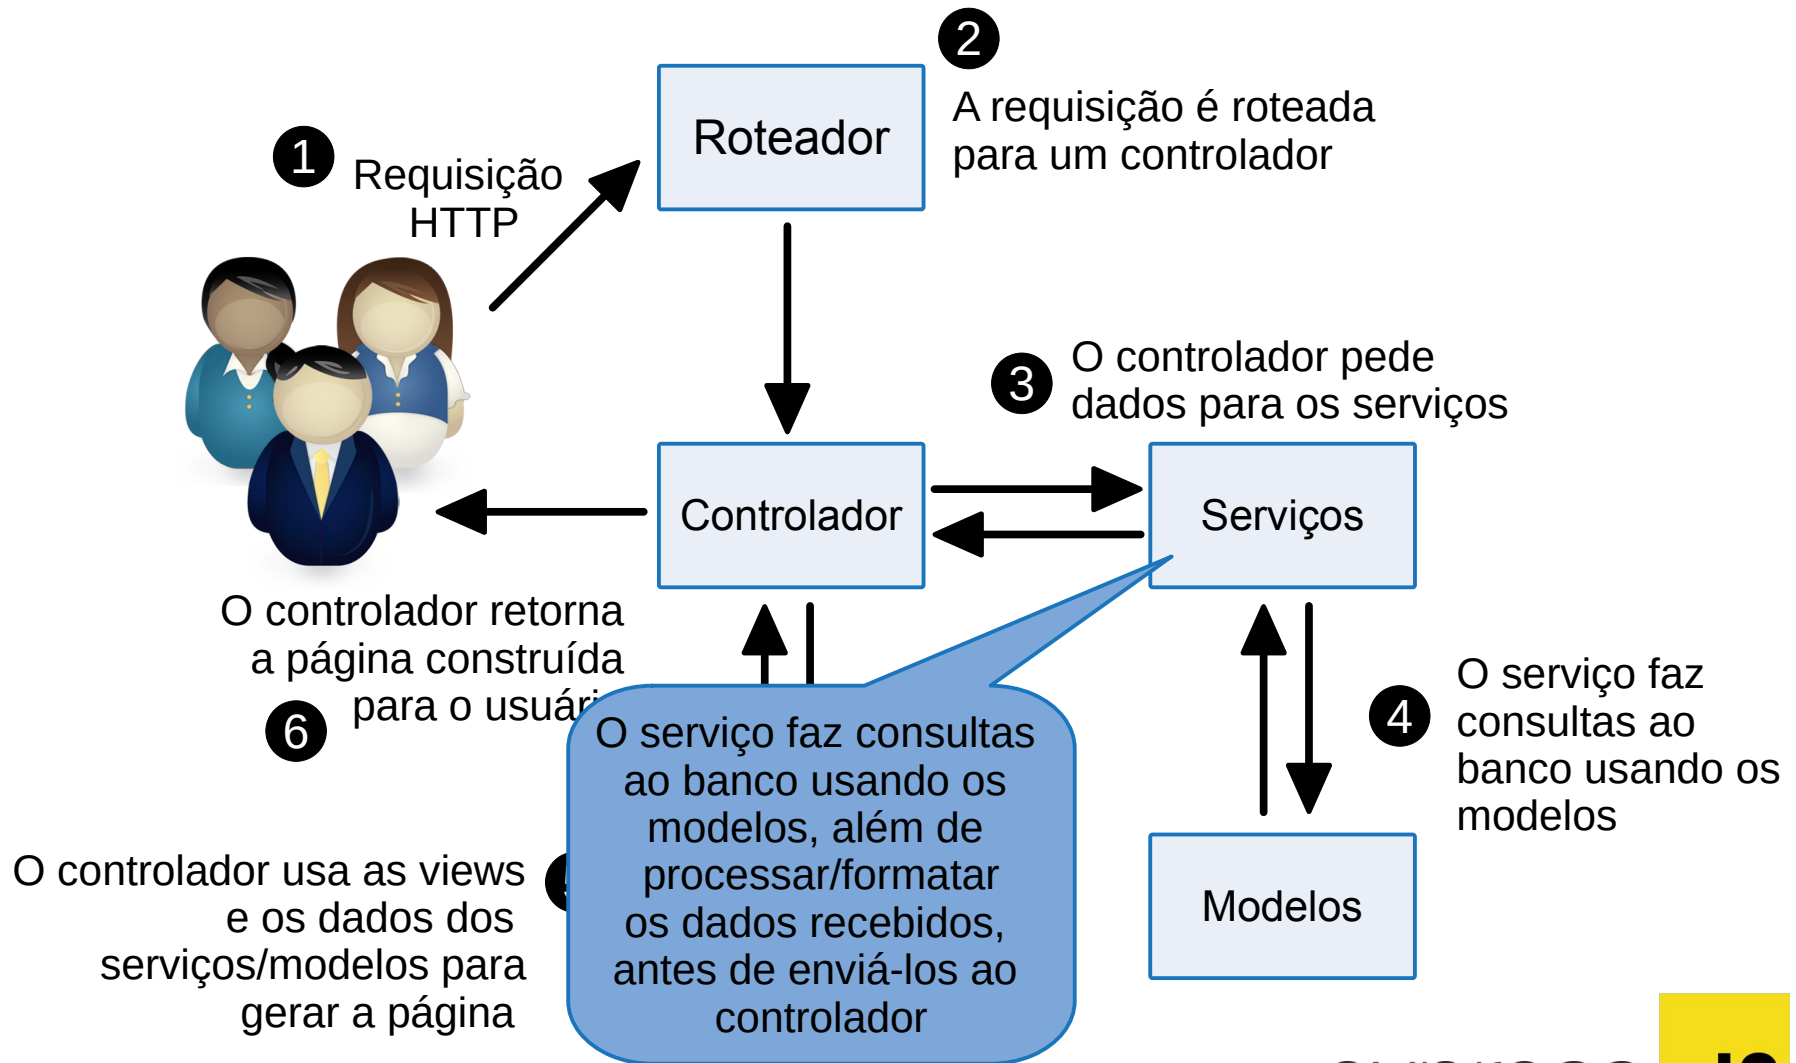 2
A requisição é roteada
para um controlador
Roteador
1
Requisição
HTTP
3
O controlador pede
dados para os serviços
Controlador
Serviços
O controlador retorna
a página construída
para o
6
4
O serviço faz
consultas ao
banco usando os
modelos
O serviço faz consultas
ao banco usando os
modelos, além de
processar/formatar
os dados recebidos,
antes de enviá-los ao
controlador
O controlador usa as views
e os dados dos
serviços/modelos para
gerar a página
Modelos